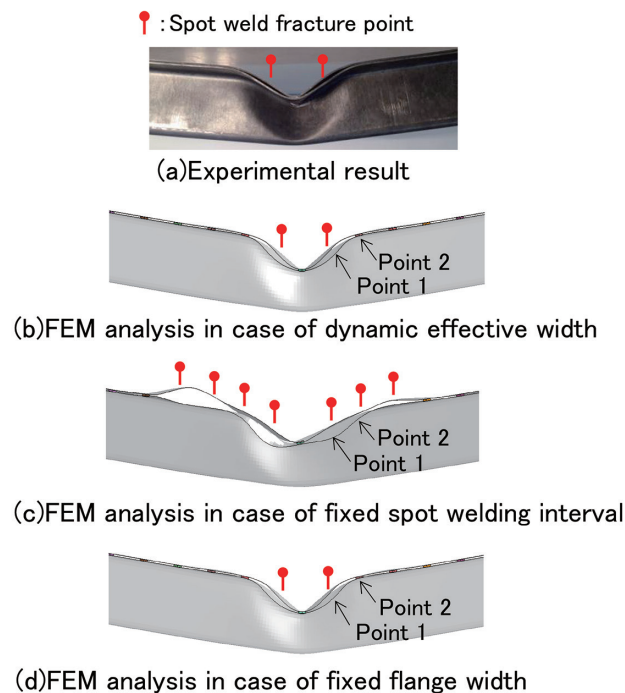 : Spot weld fracture point
(a)Experimental result
Point 2
Point 1
(b)FEM analysis in case of dynamic effective width
Point 2
Point 1
(c)FEM analysis in case of fixed spot welding interval
Point 2
Point 1
(d)FEM analysis in case of fixed flange width